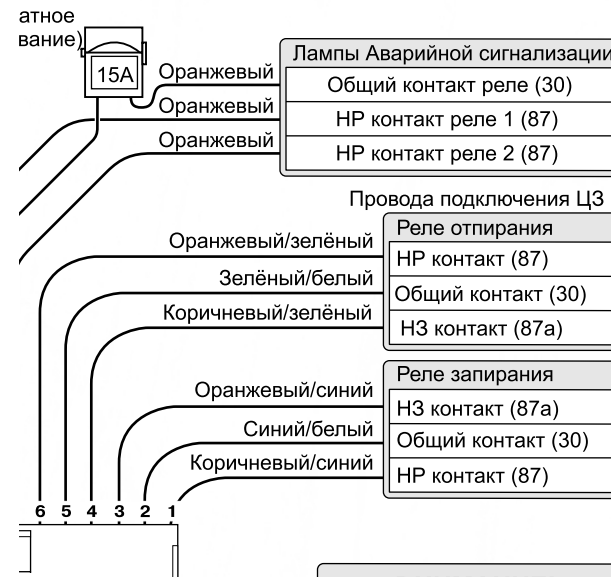 атное
вание)
15А
Оранжевый
Оранжевый
Оранжевый
Лампы Аварийной сигнализации
Общий контакт реле (30)
НР контакт реле 1 (87)
НР контакт реле 2 (87)
Провода подключения ЦЗ
Реле отпирания
Оранжевый/зелёный
НР контакт (87)
Зелёный/белый
Общий контакт (30)
Коричневый/зелёный
НЗ контакт (87а)
Реле запирания
Оранжевый/синий
НЗ контакт (87а)
Синий/белый
Общий контакт (30)
Коричневый/синий
НР контакт (87)
6 5 4 3 2 1